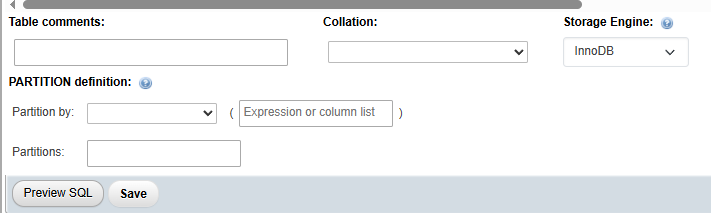 Table comments: Collation: Storage Engine:
InnoDB
PARTITION definition:
Partition by: ( Expression or column list )
Partitions:
Preview SQL Save